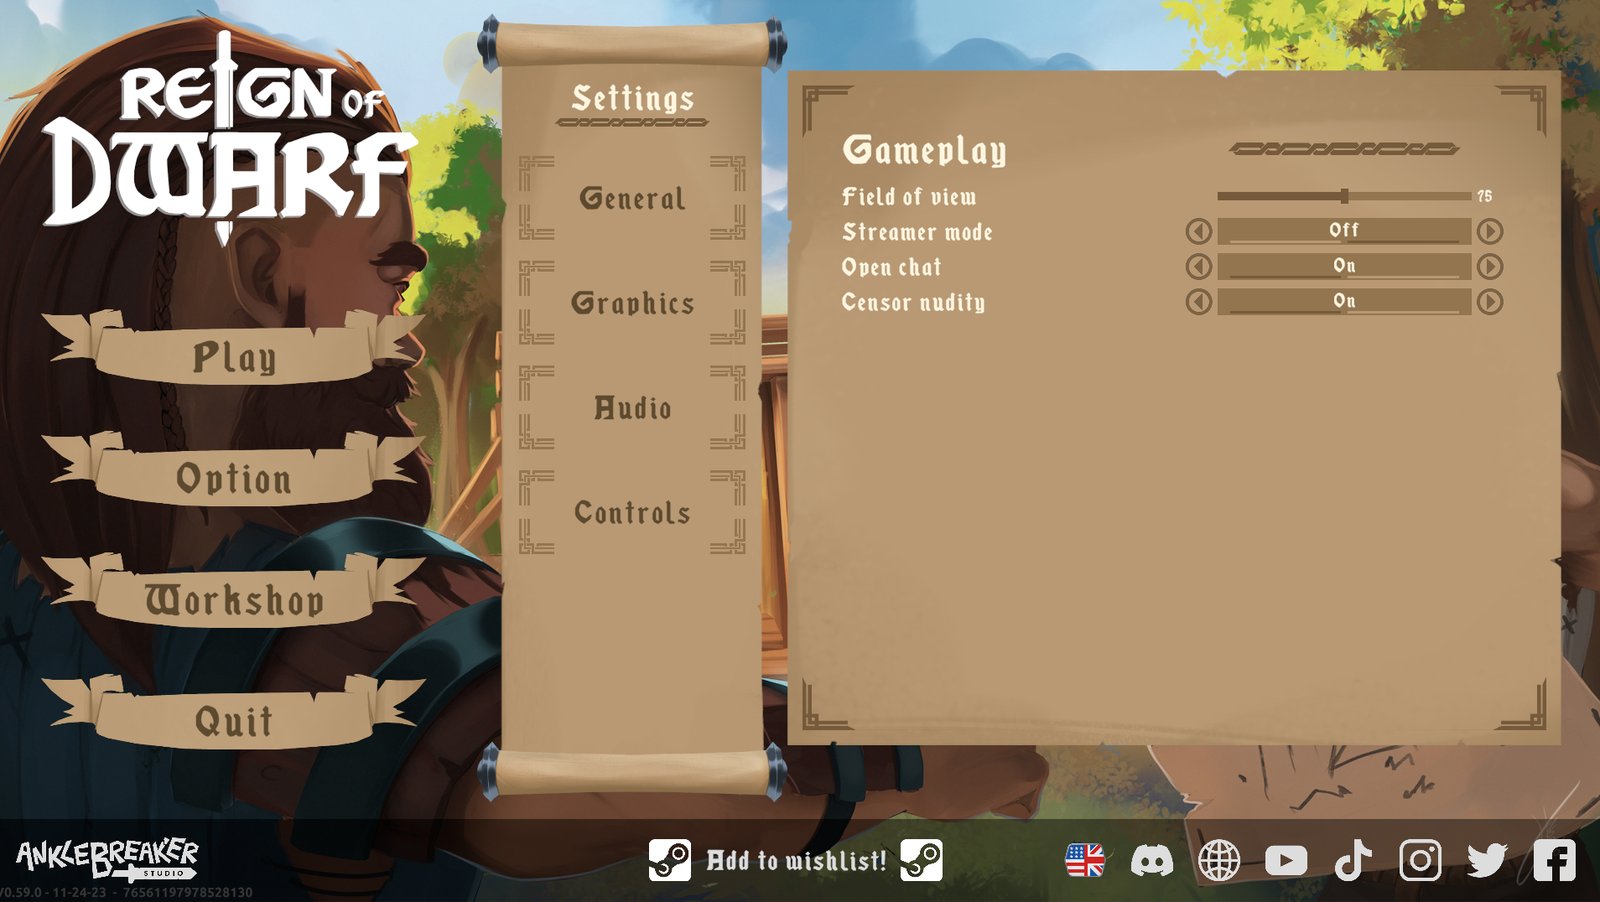 REIGN OF
DWARF
Play
Option
Workshop
Quit
Settings
General
Graphics
Audio
Controls
Gameplay
Field of view 75
Streamer mode Off
Open chat On
Censor nudity On
ANKLEBREAKER
STUDIO
V0.59.0 - 11-24-23 - 76561197978528130
Add to wishlist!